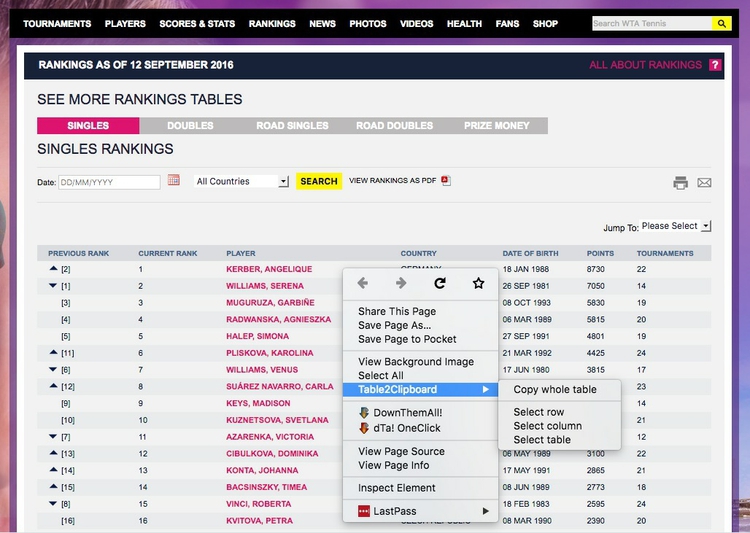 TOURNAMENTS PLAYERS SCORES & STATS RANKINGS NEWS PHOTOS VIDEOS HEALTH FANS SHOP Search WTA Tennis
RANKINGS AS OF 12 SEPTEMBER 2016 ALL ABOUT RANKINGS ?
SEE MORE RANKINGS TABLES
SINGLES DOUBLES ROAD SINGLES ROAD DOUBLES PRIZE MONEY
SINGLES RANKINGS
Date: DD/MM/YYYY All Countries SEARCH VIEW RANKINGS AS PDF
Jump To: Please Select
PREVIOUS RANK CURRENT RANK PLAYER COUNTRY DATE OF BIRTH POINTS TOURNAMENTS
[2] 1 KERBER, ANGELIQUE GERMANY 18 JAN 1988 8730 22
[1] 2 WILLIAMS, SERENA 26 SEP 1981 7050 14
[3] 3 MUGURUZA, GARBIÑE 08 OCT 1993 5830 19
[4] 4 RADWANSKA, AGNIESZKA 06 MAR 1989 5815 20
[5] 5 HALEP, SIMONA 27 SEP 1991 4801 19
[11] 6 PLISKOVA, KAROLINA 21 MAR 1992 4425 24
[6] 7 WILLIAMS, VENUS 17 JUN 1980 3815 17
[12] 8 SUÁREZ NAVARRO, CARLA 23
[9] 9 KEYS, MADISON 14
[10] 10 KUZNETSOVA, SVETLANA 21
[7] 11 AZARENKA, VICTORIA 12
[13] 12 CIBULKOVA, DOMINIKA 06 MAY 1989 3100 22
[14] 13 KONTA, JOHANNA 17 MAY 1991 2865 21
[15] 14 BACSINSZKY, TIMEA 08 JUN 1989 2773 18
[8] 15 VINCI, ROBERTA 18 FEB 1983 2595 24
[16] 16 KVITOVA, PETRA CZECH REPUBLIC 08 MAR 1990 2390 20
Share This Page
Save Page As...
Save Page to Pocket
View Background Image
Select All
Table2Clipboard
DownThemAll!
dTa! OneClick
View Page Source
View Page Info
Inspect Element
LastPass
Copy whole table
Select row
Select column
Select table